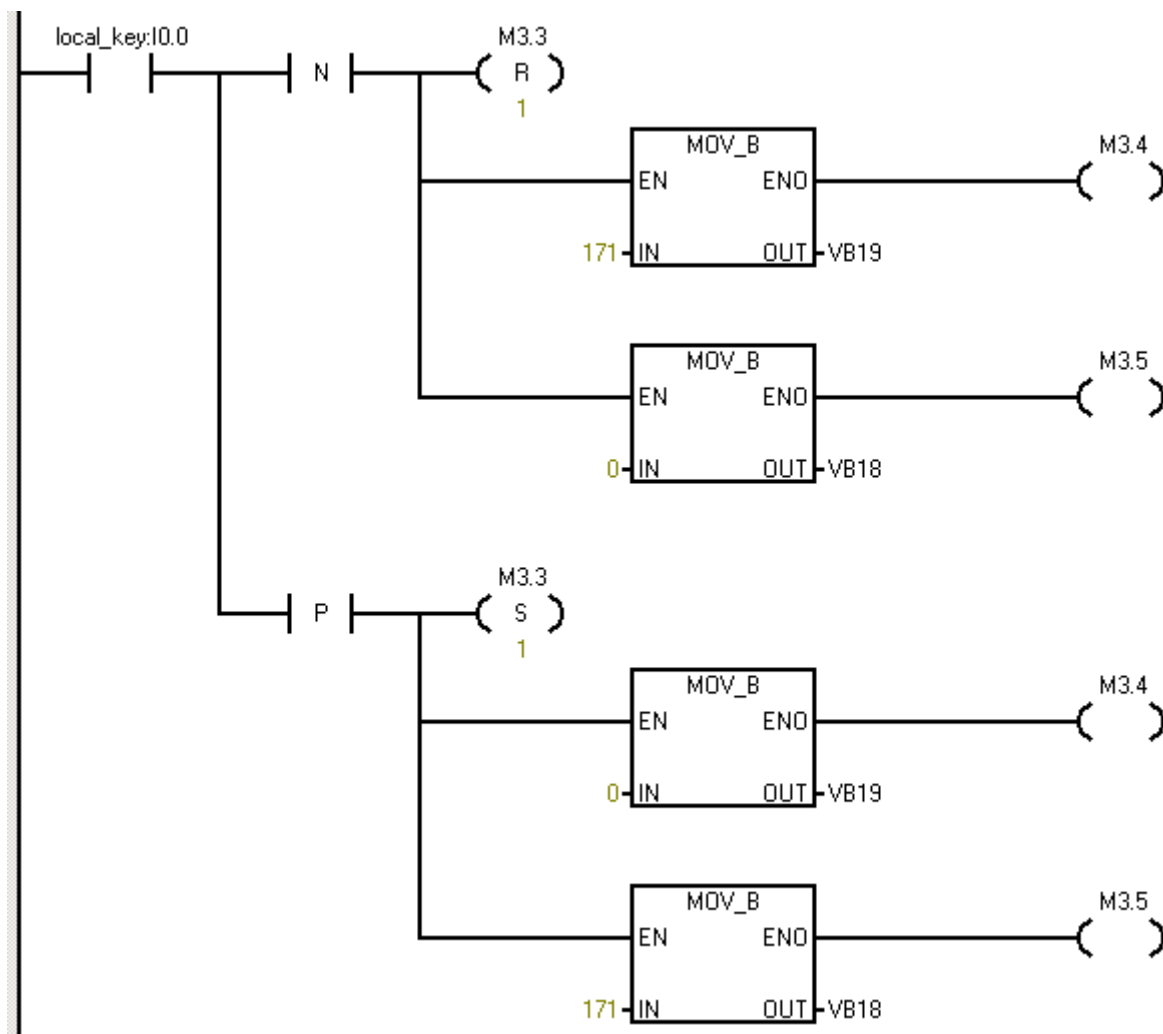 local_key:I0.0
M3.3
N
R
1
MOV_B
M3.4
EN ENO
171 IN OUT VB19
MOV_B
M3.5
EN ENO
0 IN OUT VB18
M3.3
P
S
1
MOV_B
M3.4
EN ENO
0 IN OUT VB19
MOV_B
M3.5
EN ENO
171 IN OUT VB18